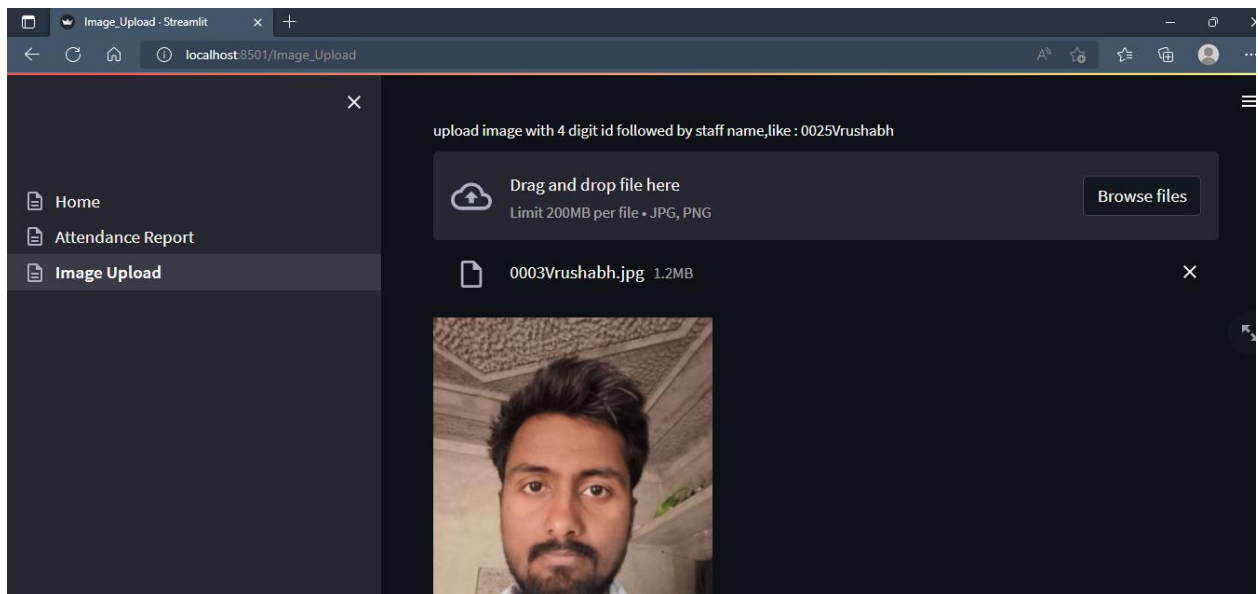 Image_Upload · Streamlit
localhost:8501/Image_Upload
upload image with 4 digit id followed by staff name,like : 0025Vrushabh
Drag and drop file here
Limit 200MB per file • JPG, PNG
Browse files
Home
Attendance Report
Image Upload
0003Vrushabh.jpg 1.2MB